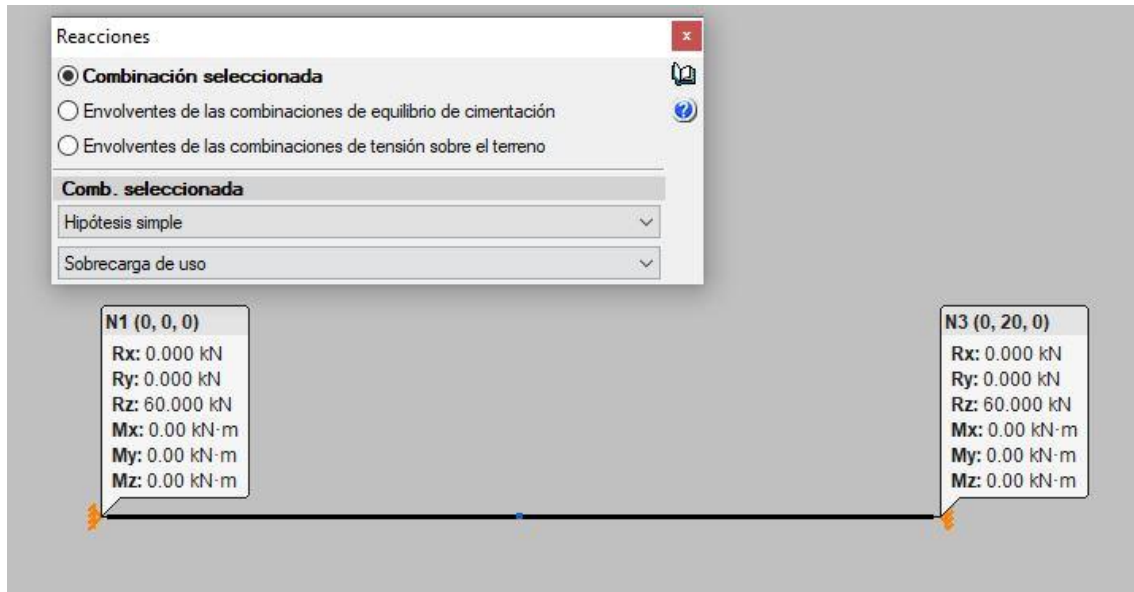 Reacciones
x
Combinación seleccionada
Envolventes de las combinaciones de equilibrio de cimentación
?
Envolventes de las combinaciones de tensión sobre el terreno
Comb. seleccionada
Hipótesis simple
Sobrecarga de uso
N1 (0, 0, 0)
Rx: 0.000 kN
Ry: 0.000 kN
Rz: 60.000 kN
Mx: 0.00 kN·m
My: 0.00 kN·m
Mz: 0.00 kN·m
N3 (0, 20, 0)
Rx: 0.000 kN
Ry: 0.000 kN
Rz: 60.000 kN
Mx: 0.00 kN·m
My: 0.00 kN·m
Mz: 0.00 kN·m